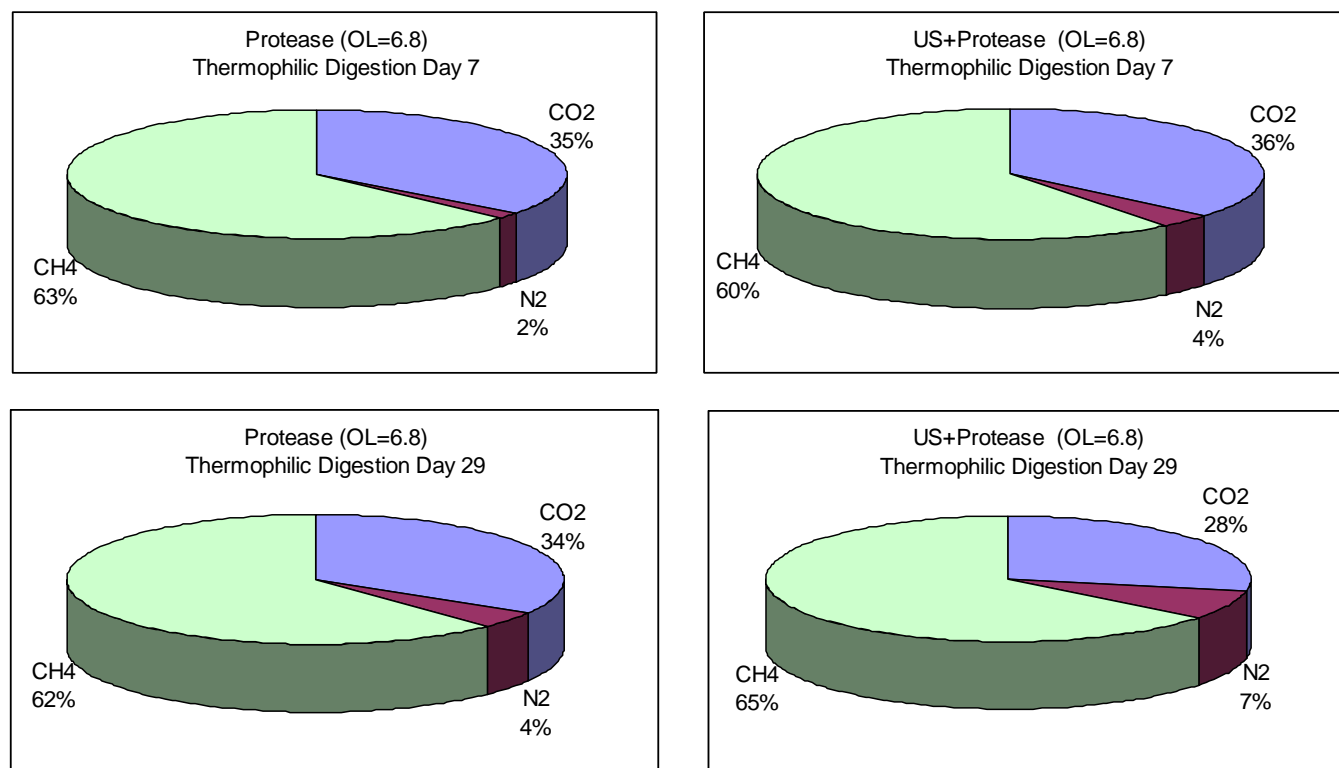 Protease (OL=6.8)
Thermophilic Digestion Day 7
CO2
35%
CH4
63%
N2
2%
US+Protease (OL=6.8)
Thermophilic Digestion Day 7
CO2
36%
CH4
60%
N2
4%
Protease (OL=6.8)
Thermophilic Digestion Day 29
CO2
34%
CH4
62%
N2
4%
US+Protease (OL=6.8)
Thermophilic Digestion Day 29
CO2
28%
CH4
65%
N2
7%